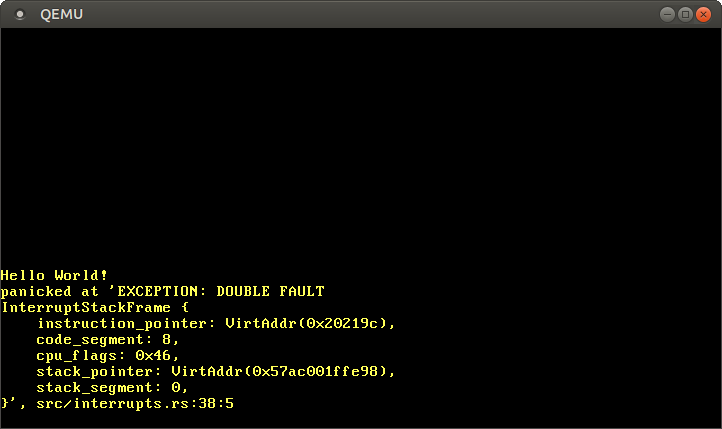 QEMU
Hello World!
panicked at 'EXCEPTION: DOUBLE FAULT
InterruptStackFrame {
    instruction_pointer: VirtAddr(0x20219c),
    code_segment: 8,
    cpu_flags: 0x46,
    stack_pointer: VirtAddr(0x57ac001ffe98),
    stack_segment: 0,
}', src/interrupts.rs:38:5